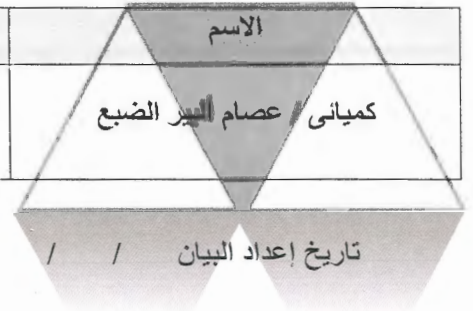 الاسم
كميائى / عصام البير الضبع
تاريخ إعداد البيان / /